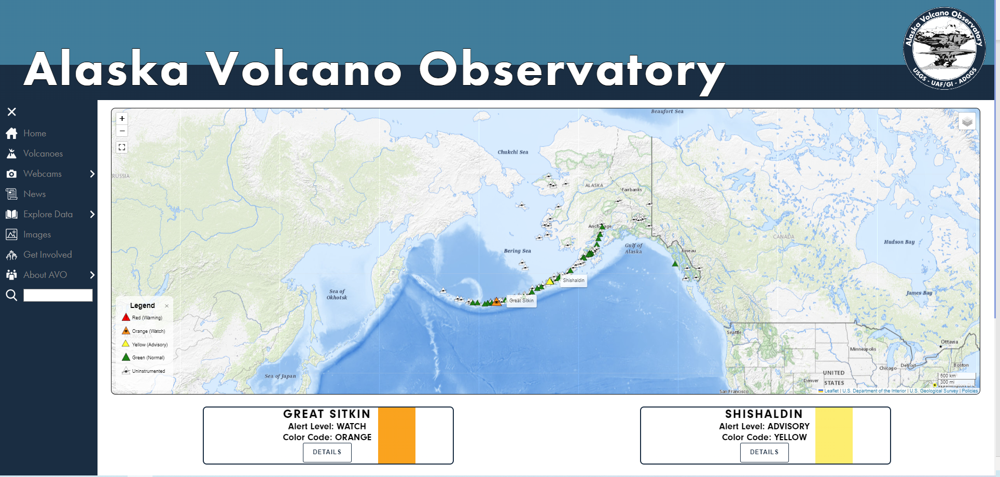 Alaska Volcano Observatory
Alaska Volcano Observatory
USGS - UAF/GI - ADGGS
Home
Volcanoes
Webcams
News
Explore Data
Images
Get Involved
About AVO
+
−
Beaufort Sea
Chukchi Sea
RUSSIA
ALASKA
Fairbanks
Anchorage
CANADA
Hudson Bay
Gulf of
Alaska
Bering Sea
Juneau
Shishaldin
Sea of
Okhotsk
Great Sitkin
James Bay
Legend ×
Red (Warning)
Orange (Watch)
MONGOLIA
Yellow (Advisory)
Green (Normal)
Uninstrumented
Seattle
Ottawa
Minneapolis
Boston
Chicago
Detroit
Sea of Japan
UNITED
STATES
Denver
San Francisco
500 km
300 mi
Leaflet | U.S. Department of the Interior | U.S. Geological Survey | Policies
GREAT SITKIN
Alert Level: WATCH
Color Code: ORANGE
DETAILS
SHISHALDIN
Alert Level: ADVISORY
Color Code: YELLOW
DETAILS